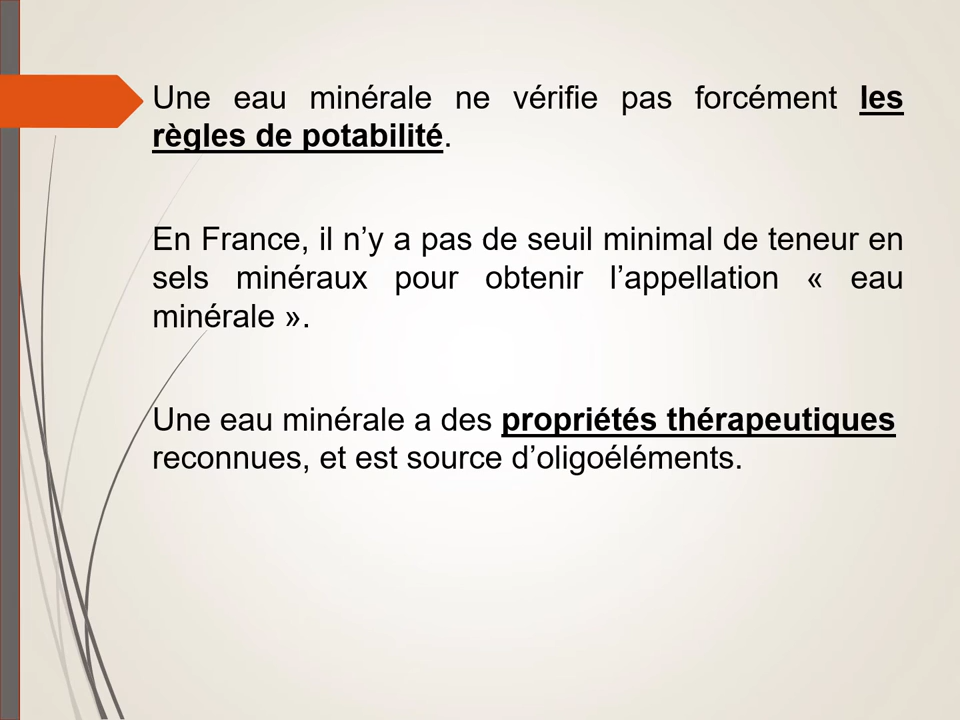 Une eau minérale ne vérifie pas forcément les
règles de potabilité.
En France, il n’y a pas de seuil minimal de teneur en
sels minéraux pour obtenir l’appellation « eau
minérale ».
Une eau minérale a des propriétés thérapeutiques
reconnues, et est source d’oligoéléments.